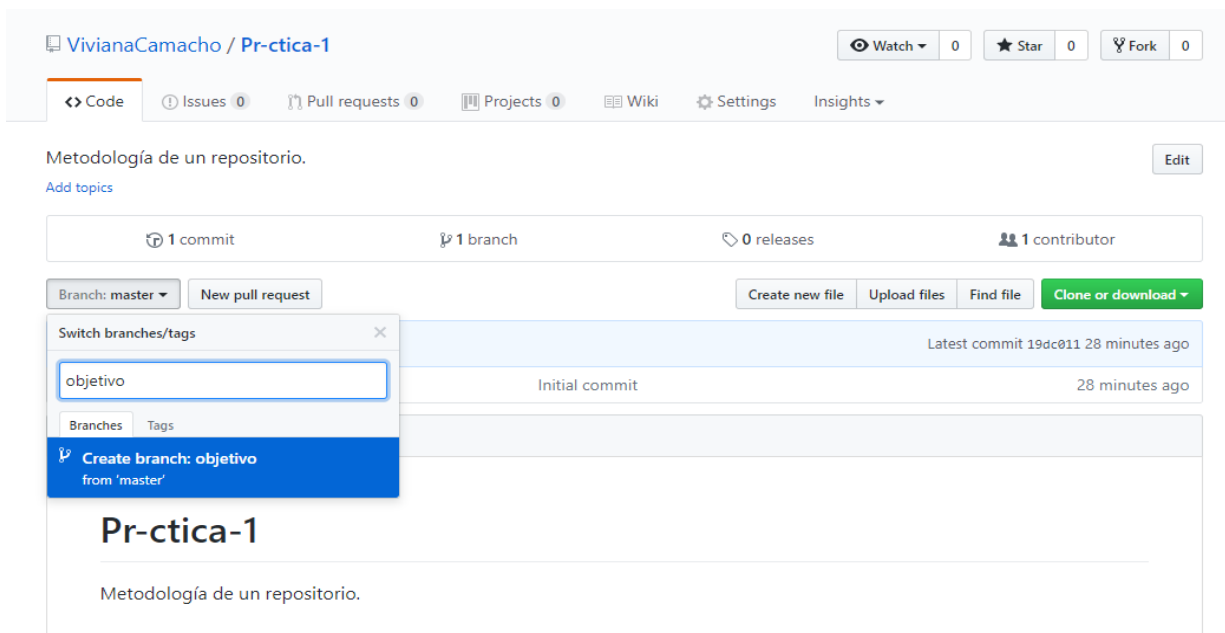 VivianaCamacho / Pr-ctica-1
Watch 0 Star 0 Fork 0
Code Issues 0 Pull requests 0 Projects 0 Wiki Settings Insights
Metodología de un repositorio.
Edit
Add topics
1 commit 1 branch 0 releases 1 contributor
Branch: master New pull request Create new file Upload files Find file Clone or download
Switch branches/tags
Latest commit 19dc011 28 minutes ago
objetivo
Initial commit 28 minutes ago
Branches Tags
Create branch: objetivo
from 'master'
Pr-ctica-1
Metodología de un repositorio.